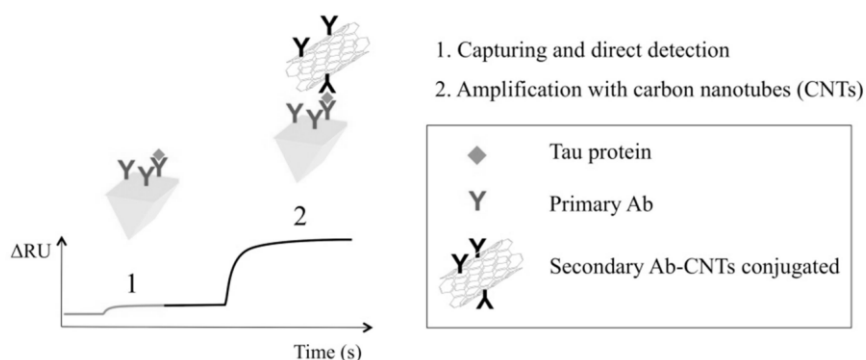 1. Capturing and direct detection
2. Amplification with carbon nanotubes (CNTs)
Tau protein
Primary Ab
Secondary Ab-CNTs conjugated
2
ΔRU
1
Time (s)